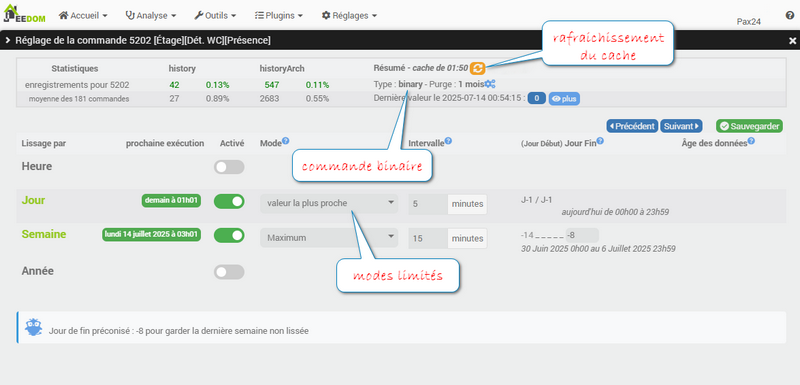 JEEDOM
Accueil
Analyse
Outils
Plugins
Réglages
Pax24
Réglage de la commande 5202 [Étage][Dét. WC][Présence]
rafraichissement
du cache
Statistiques history historyArch
enregistrements pour 5202 42 0.13% 547 0.11%
moyenne des 181 commandes 27 0.89% 2683 0.55%
Résumé - cache de 01:50
Type : binary - Purge : 1 mois
Dernière valeur le 2025-07-14 00:54:15 : 0 plus
Précédent Suivant Sauvegarder
Lissage par prochaine exécution Activé Mode Intervalle (Jour Début) Jour Fin Âge des données
commande binaire
Heure
Jour demain à 01h01 valeur la plus proche 5 minutes J-1 / J-1
aujourd'hui de 00h00 à 23h59
Semaine lundi 14 juillet 2025 à 03h01 Maximum 15 minutes -14 _ _ _ _ _ -8
30 Juin 2025 0h00 au 6 Juillet 2025 23h59
modes limités
Année
Jour de fin préconisé : -8 pour garder la dernière semaine non lissée